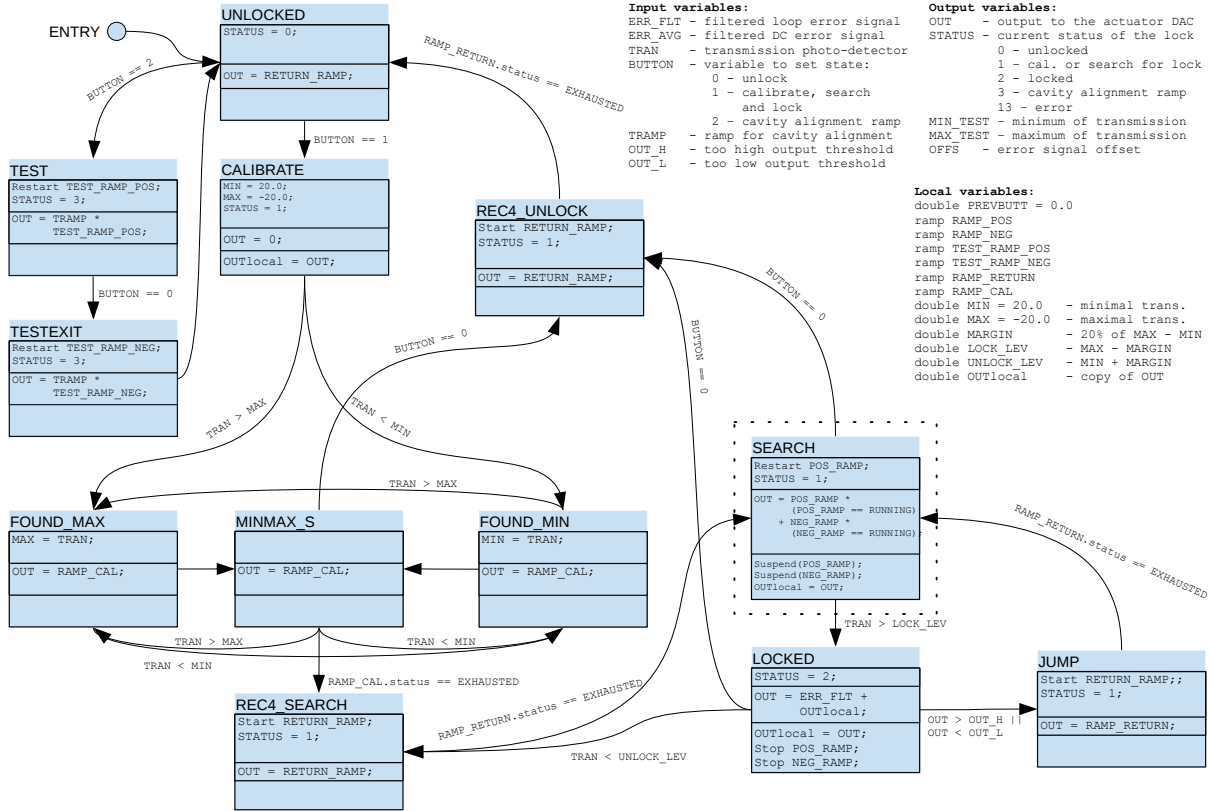 ENTRY
UNLOCKED
STATUS = 0;
OUT = RETURN_RAMP;
BUTTON == 2
BUTTON == 1
RAMP_RETURN.status == EXHAUSTED
TEST
Restart TEST_RAMP_POS;
STATUS = 3;
OUT = TRAMP *
TEST_RAMP_POS;
BUTTON == 0
TESTEXIT
Restart TEST_RAMP_NEG;
STATUS = 3;
OUT = TRAMP *
TEST_RAMP_NEG;
CALIBRATE
MIN = 20.0;
MAX = -20.0;
STATUS = 1;
OUT = 0;
OUTlocal = OUT;
REC4_UNLOCK
Start RETURN_RAMP;
STATUS = 1;
OUT = RETURN_RAMP;
BUTTON == 0
BUTTON == 0
BUTTON == 0
TRAN > MAX
TRAN < MIN
TRAN > MAX
FOUND_MAX
MAX = TRAN;
OUT = RAMP_CAL;
MINMAX_S
OUT = RAMP_CAL;
FOUND_MIN
MIN = TRAN;
OUT = RAMP_CAL;
TRAN > MAX
TRAN < MIN
TRAN < MIN
RAMP_CAL.status == EXHAUSTED
REC4_SEARCH
Start RETURN_RAMP;
STATUS = 1;
OUT = RETURN_RAMP;
RAMP_RETURN.status == EXHAUSTED
TRAN < UNLOCK_LEV
SEARCH
Restart POS_RAMP;
STATUS = 1;
OUT = POS_RAMP *
(POS_RAMP == RUNNING)
+ NEG_RAMP *
(NEG_RAMP == RUNNING);
Suspend(POS_RAMP);
Suspend(NEG_RAMP);
OUTlocal = OUT;
TRAN > LOCK_LEV
RAMP_RETURN.status == EXHAUSTED
LOCKED
STATUS = 2;
OUT = ERR_FLT +
OUTlocal;
OUTlocal = OUT;
Stop POS_RAMP;
Stop NEG_RAMP;
OUT > OUT_H ||
OUT < OUT_L
JUMP
Start RETURN_RAMP;;
STATUS = 1;
OUT = RAMP_RETURN;
Input variables:
ERR_FLT - filtered loop error signal
ERR_AVG - filtered DC error signal
TRAN - transmission photo-detector
BUTTON - variable to set state:
0 - unlock
1 - calibrate, search
and lock
2 - cavity alignment ramp
TRAMP - ramp for cavity alignment
OUT_H - too high output threshold
OUT_L - too low output threshold
Output variables:
OUT - output to the actuator DAC
STATUS - current status of the lock
0 - unlocked
1 - cal. or search for lock
2 - locked
3 - cavity alignment ramp
13 - error
MIN_TEST - minimum of transmission
MAX_TEST - maximum of transmission
OFFS - error signal offset
Local variables:
double PREVBUTT = 0.0
ramp RAMP_POS
ramp RAMP_NEG
ramp TEST_RAMP_POS
ramp TEST_RAMP_NEG
ramp RAMP_RETURN
ramp RAMP_CAL
double MIN = 20.0 - minimal trans.
double MAX = -20.0 - maximal trans.
double MARGIN - 20% of MAX - MIN
double LOCK_LEV - MAX - MARGIN
double UNLOCK_LEV - MIN + MARGIN
double OUTlocal - copy of OUT